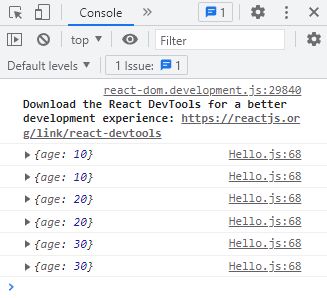 Console
1
top
Filter
Default levels
1 Issue: 1
react-dom.development.js:29840
Download the React DevTools for a better
development experience: https://reactjs.or
g/link/react-devtools
{age: 10} Hello.js:68
{age: 10} Hello.js:68
{age: 20} Hello.js:68
{age: 20} Hello.js:68
{age: 30} Hello.js:68
{age: 30} Hello.js:68